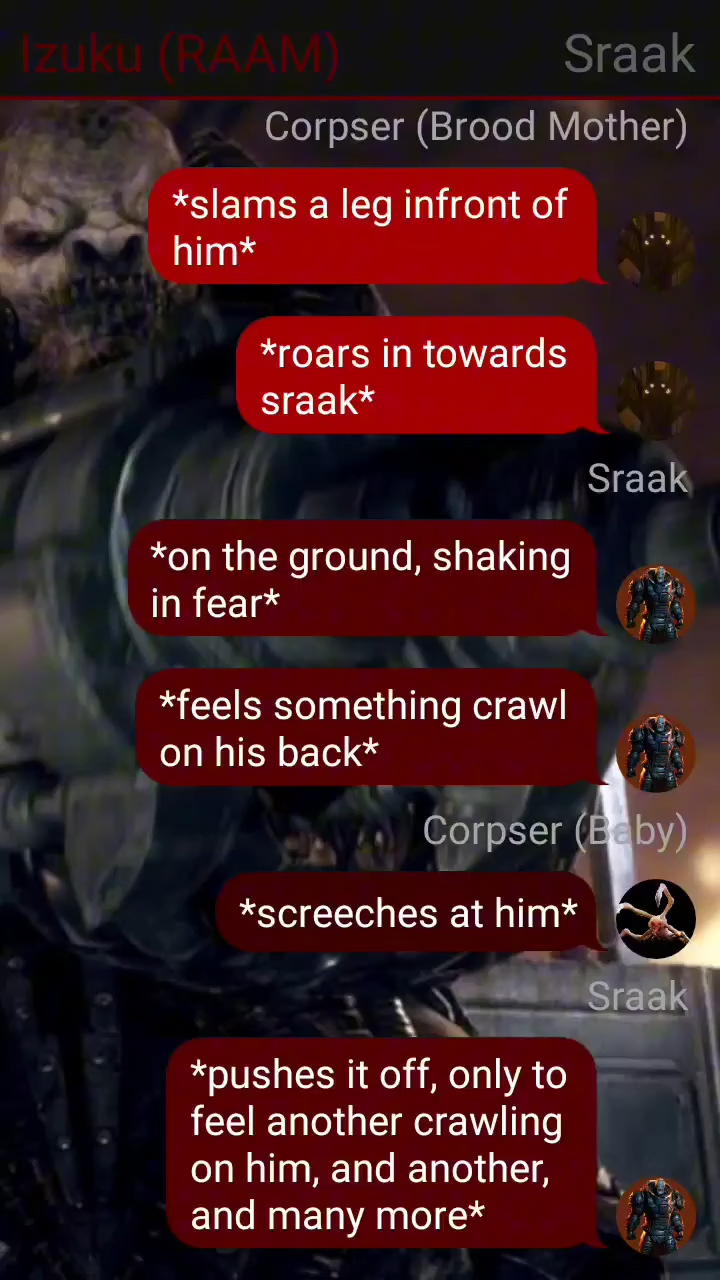 Izuku (RAAM) Sraak
Corpser (Brood Mother)
*slams a leg infront of
him*
*roars in towards
sraak*
Sraak
*on the ground, shaking
in fear*
*feels something crawl
on his back*
Corpser (Baby)
*screeches at him*
Sraak
*pushes it off, only to
feel another crawling
on him, and another,
and many more*